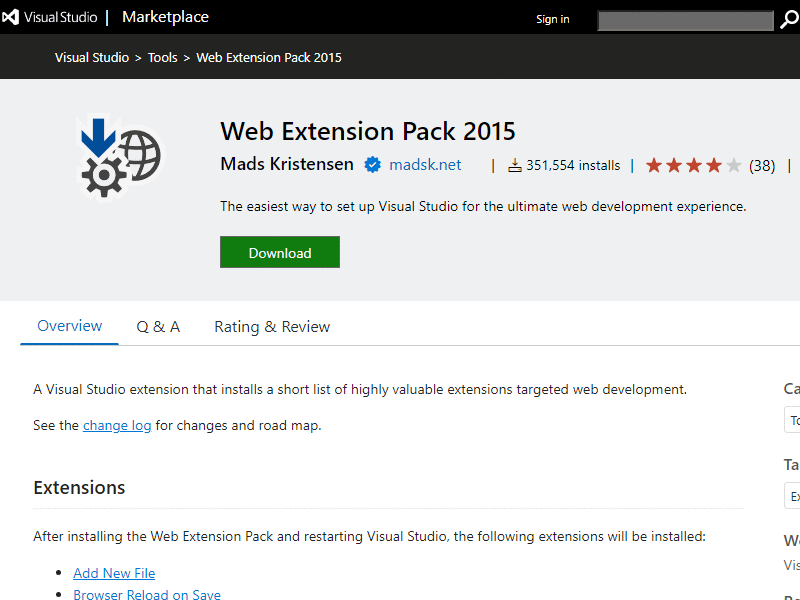 Visual Studio | Marketplace
Sign in
Visual Studio > Tools > Web Extension Pack 2015
Web Extension Pack 2015
Mads Kristensen madsk.net | 351,554 installs | (38) |
The easiest way to set up Visual Studio for the ultimate web development experience.
Download
Overview Q & A Rating & Review
A Visual Studio extension that installs a short list of highly valuable extensions targeted web development.
See the change log for changes and road map.
Extensions
After installing the Web Extension Pack and restarting Visual Studio, the following extensions will be installed:
• Add New File
• Browser Reload on Save
Ca
To
Ta
Ex
Vis